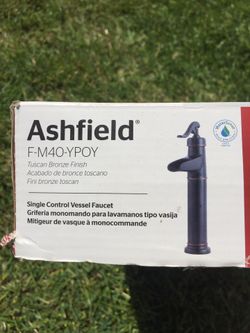 Ashfield®
F-M40-YPOY
Tuscan Bronze Finish
Acabado de bronce toscano
Fini bronze toscan
Single Control Vessel Faucet
Grifería monomando para lavamanos tipo vasija
Mitigeur de vasque à monocommande